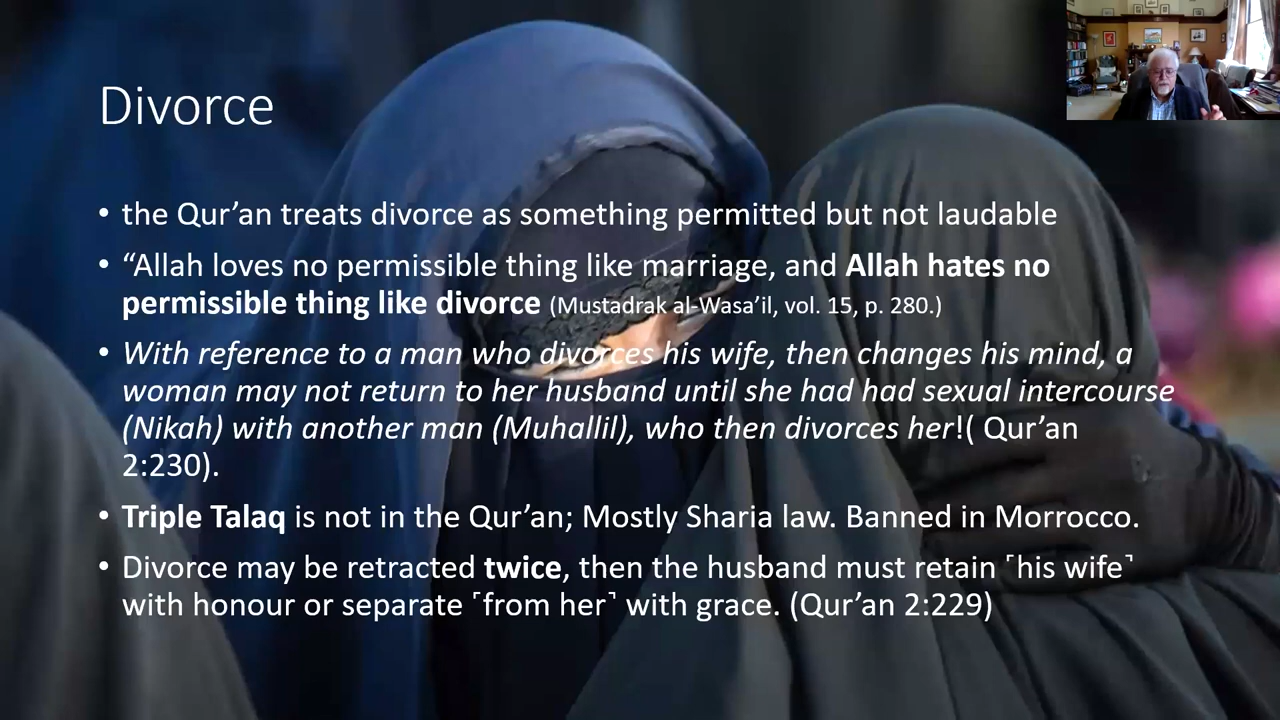 Divorce
• the Qur’an treats divorce as something permitted but not laudable
• “Allah loves no permissible thing like marriage, and Allah hates no
permissible thing like divorce (Mustadrak al-Wasa’il, vol. 15, p. 280.)
• With reference to a man who divorces his wife, then changes his mind, a
woman may not return to her husband until she had had sexual intercourse
(Nikah) with another man (Muhallil), who then divorces her!( Qur’an
2:230).
• Triple Talaq is not in the Qur’an; Mostly Sharia law. Banned in Morrocco.
• Divorce may be retracted twice, then the husband must retain ˹his wife˺
with honour or separate ˹from her˺ with grace. (Qur’an 2:229)